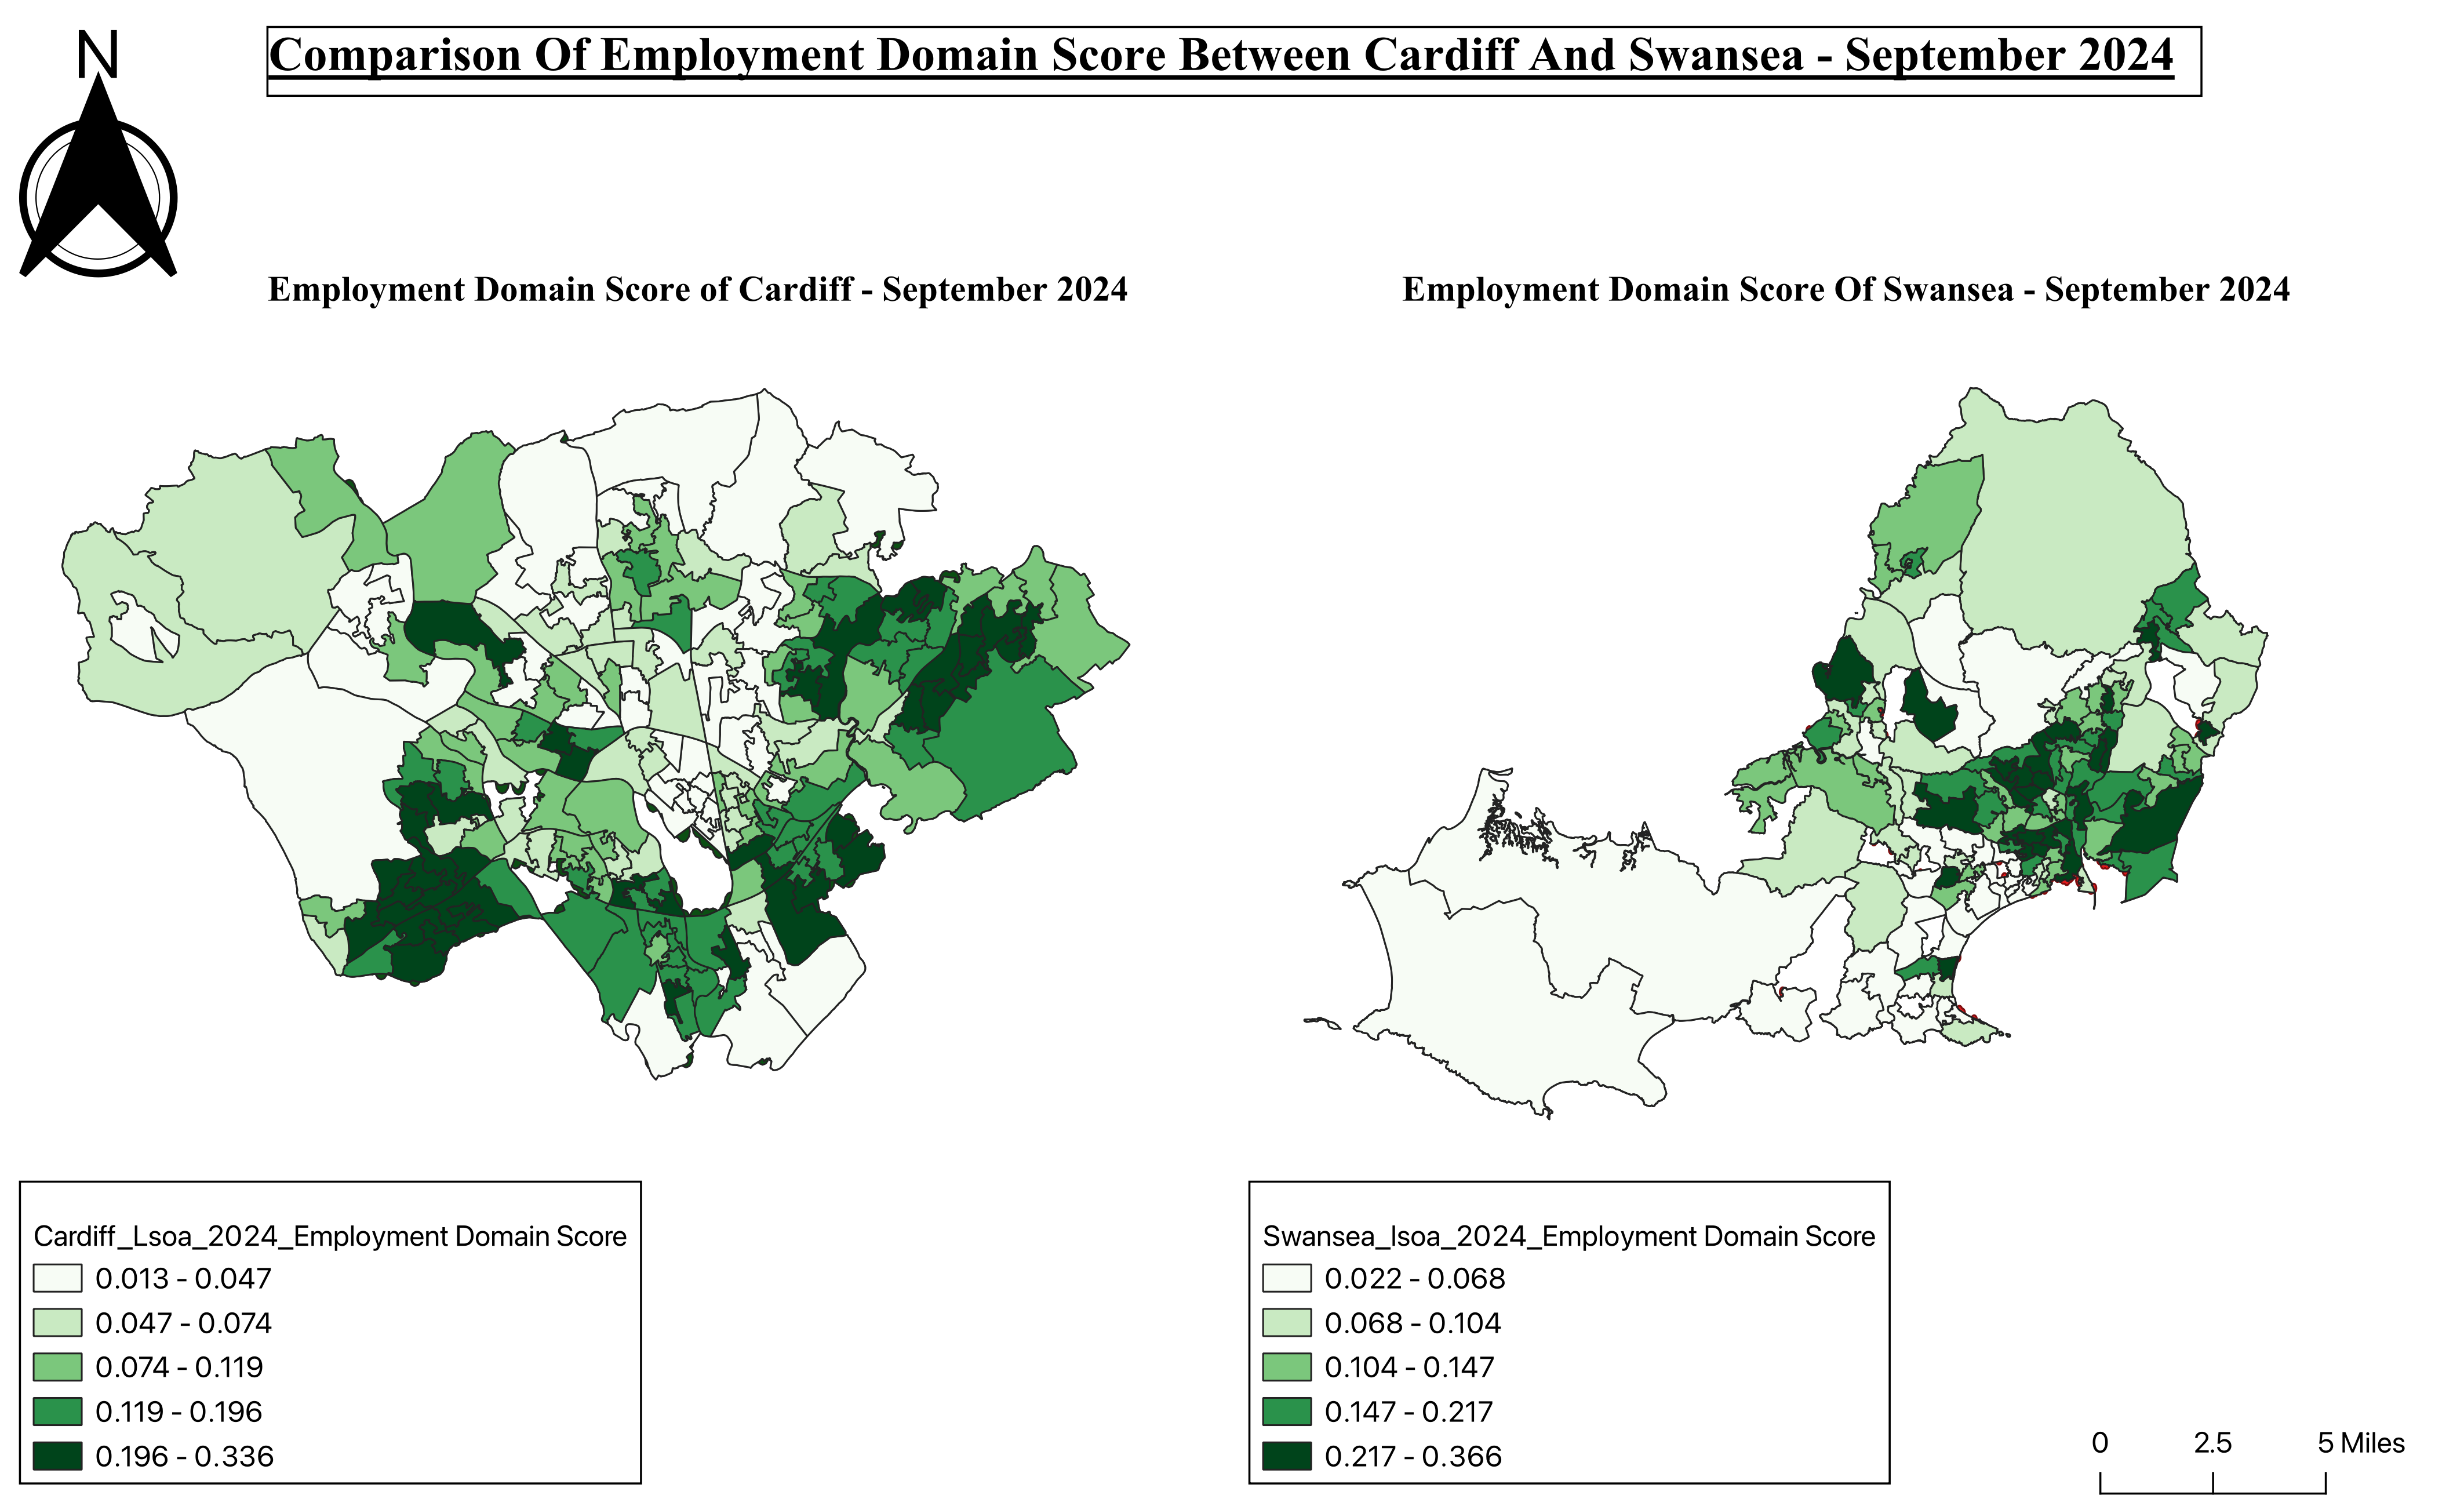 N
Comparison Of Employment Domain Score Between Cardiff And Swansea - September 2024
Employment Domain Score of Cardiff - September 2024
Employment Domain Score Of Swansea - September 2024
Cardiff_Lsoa_2024_Employment Domain Score
0.013 - 0.047
0.047 - 0.074
0.074 - 0.119
0.119 - 0.196
0.196 - 0.336
Swansea_lsoa_2024_Employment Domain Score
0.022 - 0.068
0.068 - 0.104
0.104 - 0.147
0.147 - 0.217
0.217 - 0.366
0 2.5 5 Miles